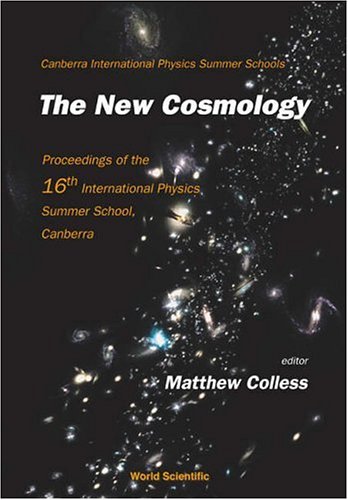 Canberra International Physics Summer Schools
The New Cosmology
Proceedings of the
16th International Physics
Summer School,
Canberra
editor
Matthew Colless
World Scientific